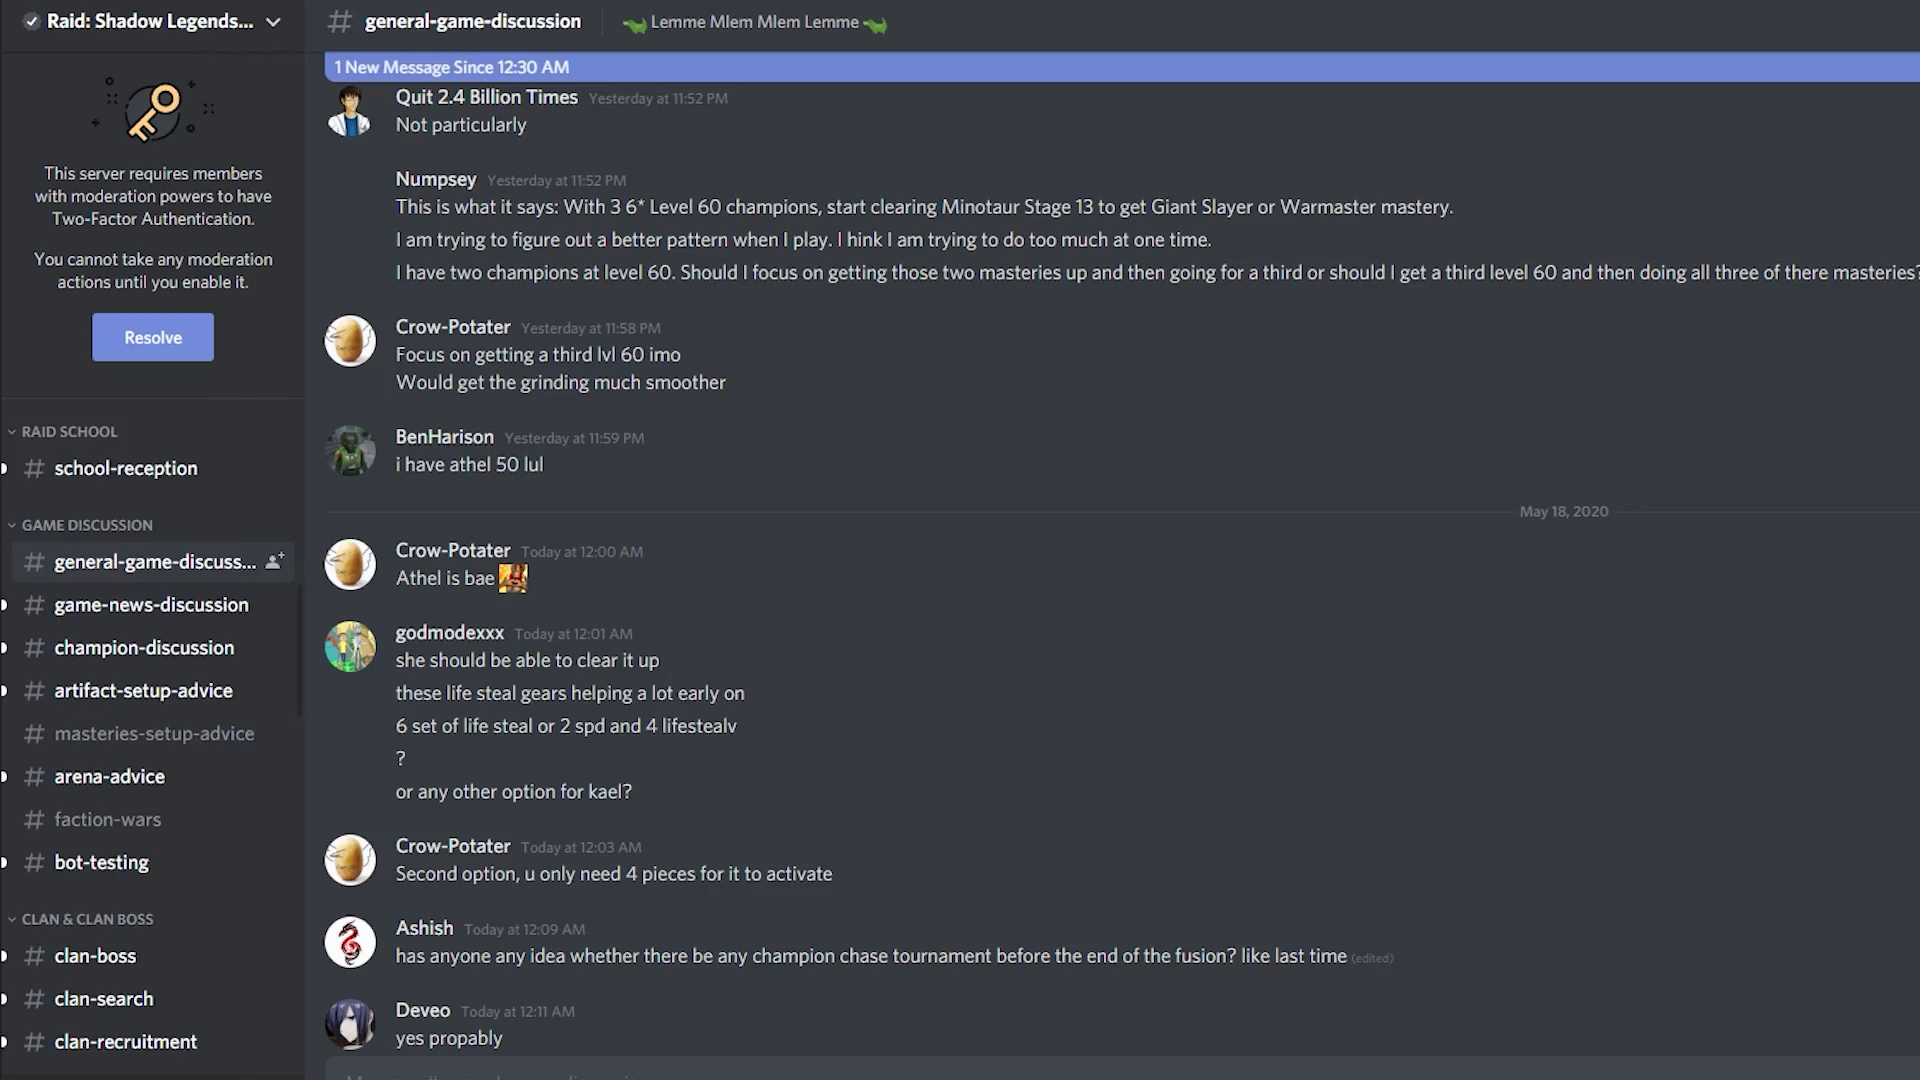 Raid: Shadow Legends...
This server requires members
with moderation powers to have
Two-Factor Authentication.
You cannot take any moderation
actions until you enable it.
Resolve
RAID SCHOOL
# school-reception
GAME DISCUSSION
# general-game-discuss...
# game-news-discussion
# champion-discussion
# artifact-setup-advice
# masteries-setup-advice
# arena-advice
# faction-wars
# bot-testing
CLAN & CLAN BOSS
# clan-boss
# clan-search
# clan-recruitment
# general-game-discussion Lemme Mlem Mlem Lemme
1 New Message Since 12:30 AM
Quit 2.4 Billion Times Yesterday at 11:52 PM
Not particularly
Numpsey Yesterday at 11:52 PM
This is what it says: With 3 6* Level 60 champions, start clearing Minotaur Stage 13 to get Giant Slayer or Warmaster mastery.
I am trying to figure out a better pattern when I play. I hink I am trying to do too much at one time.
I have two champions at level 60. Should I focus on getting those two masteries up and then going for a third or should I get a third level 60 and then doing all three of there masteries?
Crow-Potater Yesterday at 11:58 PM
Focus on getting a third lvl 60 imo
Would get the grinding much smoother
BenHarison Yesterday at 11:59 PM
i have athel 50 lul
May 18, 2020
Crow-Potater Today at 12:00 AM
Athel is bae
godmodexxx Today at 12:01 AM
she should be able to clear it up
these life steal gears helping a lot early on
6 set of life steal or 2 spd and 4 lifestealv
?
or any other option for kael?
Crow-Potater Today at 12:03 AM
Second option, u only need 4 pieces for it to activate
Ashish Today at 12:09 AM
has anyone any idea whether there be any champion chase tournament before the end of the fusion? like last time (edited)
Deveo Today at 12:11 AM
yes propably